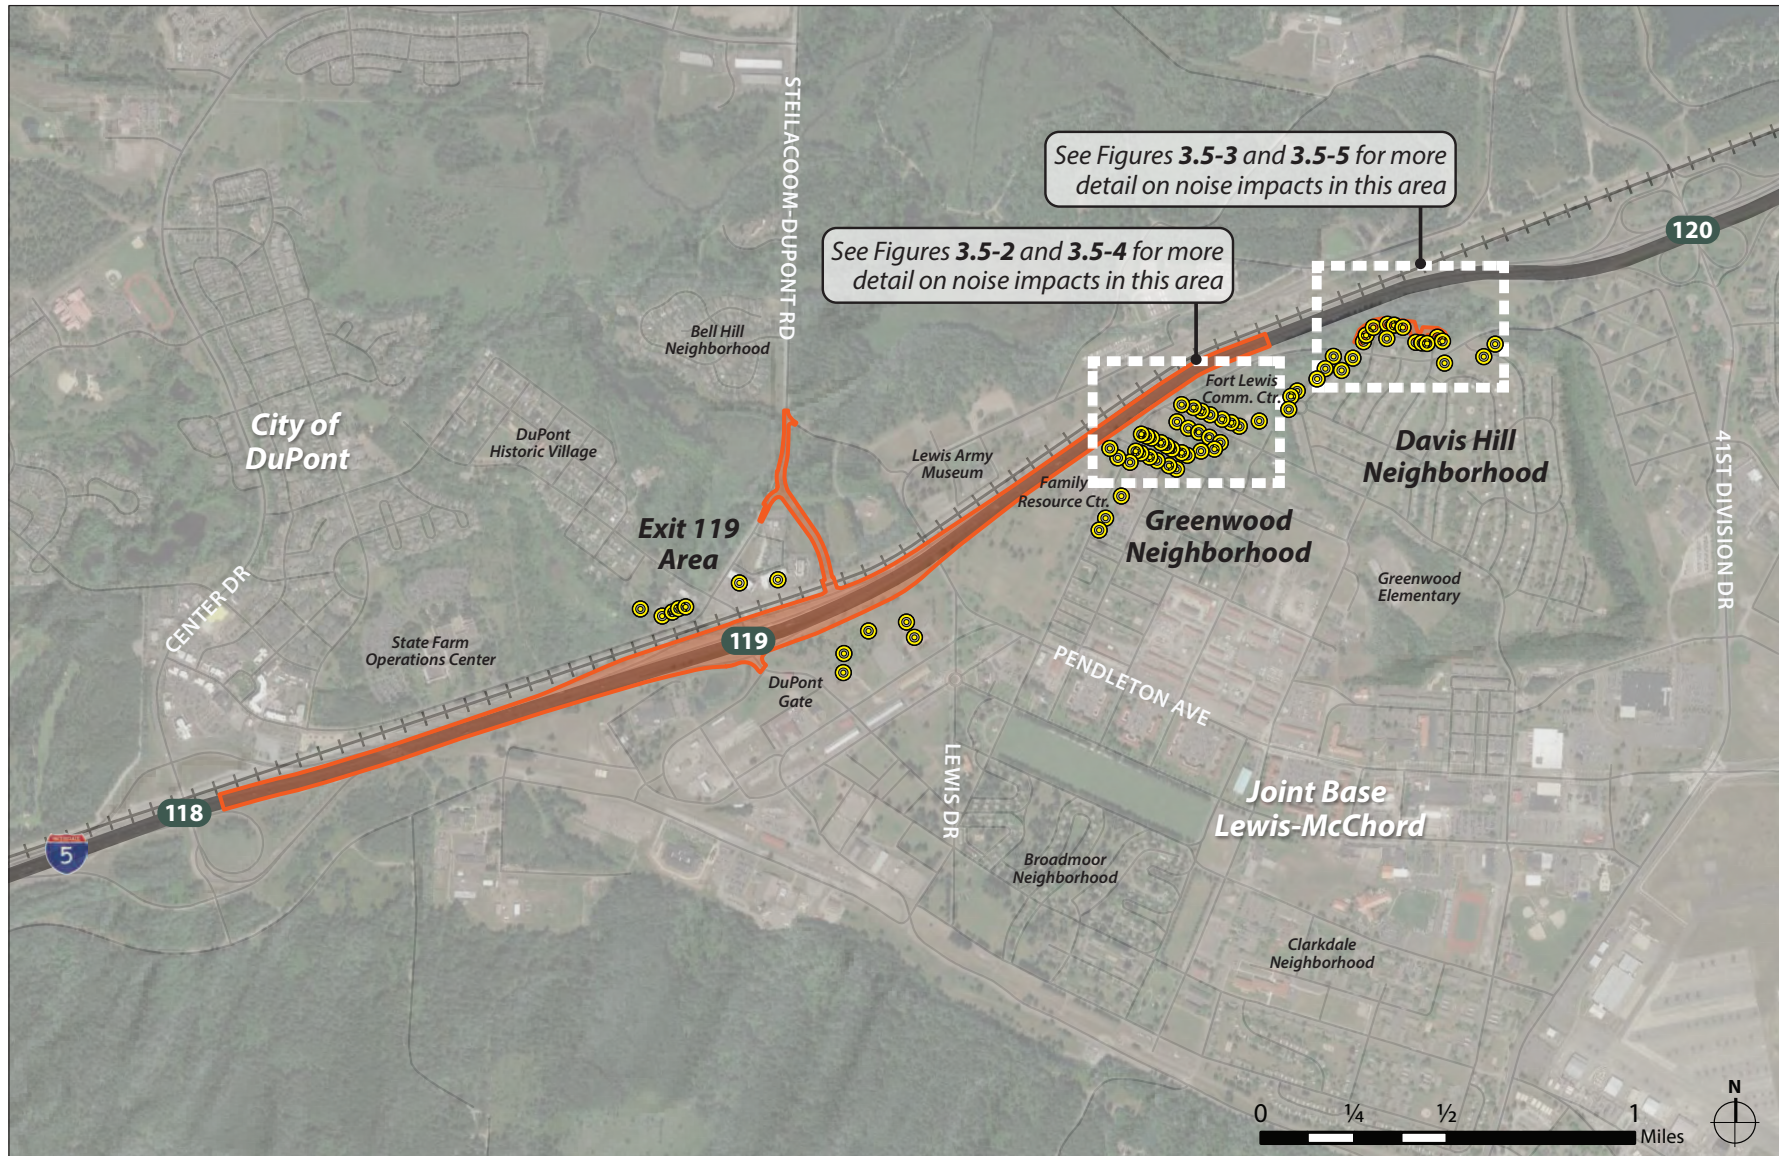 STEILACOOM-DUPONT RD
See Figures 3.5-3 and 3.5-5 for more
detail on noise impacts in this area
120
See Figures 3.5-2 and 3.5-4 for more
detail on noise impacts in this area
Bell Hill
Neighborhood
Fort Lewis
Comm. Ctr.
City of
DuPont
DuPont
Historic Village
Lewis Army
Museum
Davis Hill
Neighborhood
41ST DIVISION DR
Family
Resource Ctr.
Exit 119
Area
Greenwood
Neighborhood
Greenwood
Elementary
CENTER DR
State Farm
Operations Center
119
DuPont
Gate
PENDLETON AVE
LEWIS DR
Joint Base
Lewis-McChord
118
INTERSTATE
5
Broadmoor
Neighborhood
Clarkdale
Neighborhood
N
0 ¼ ½ 1
Miles